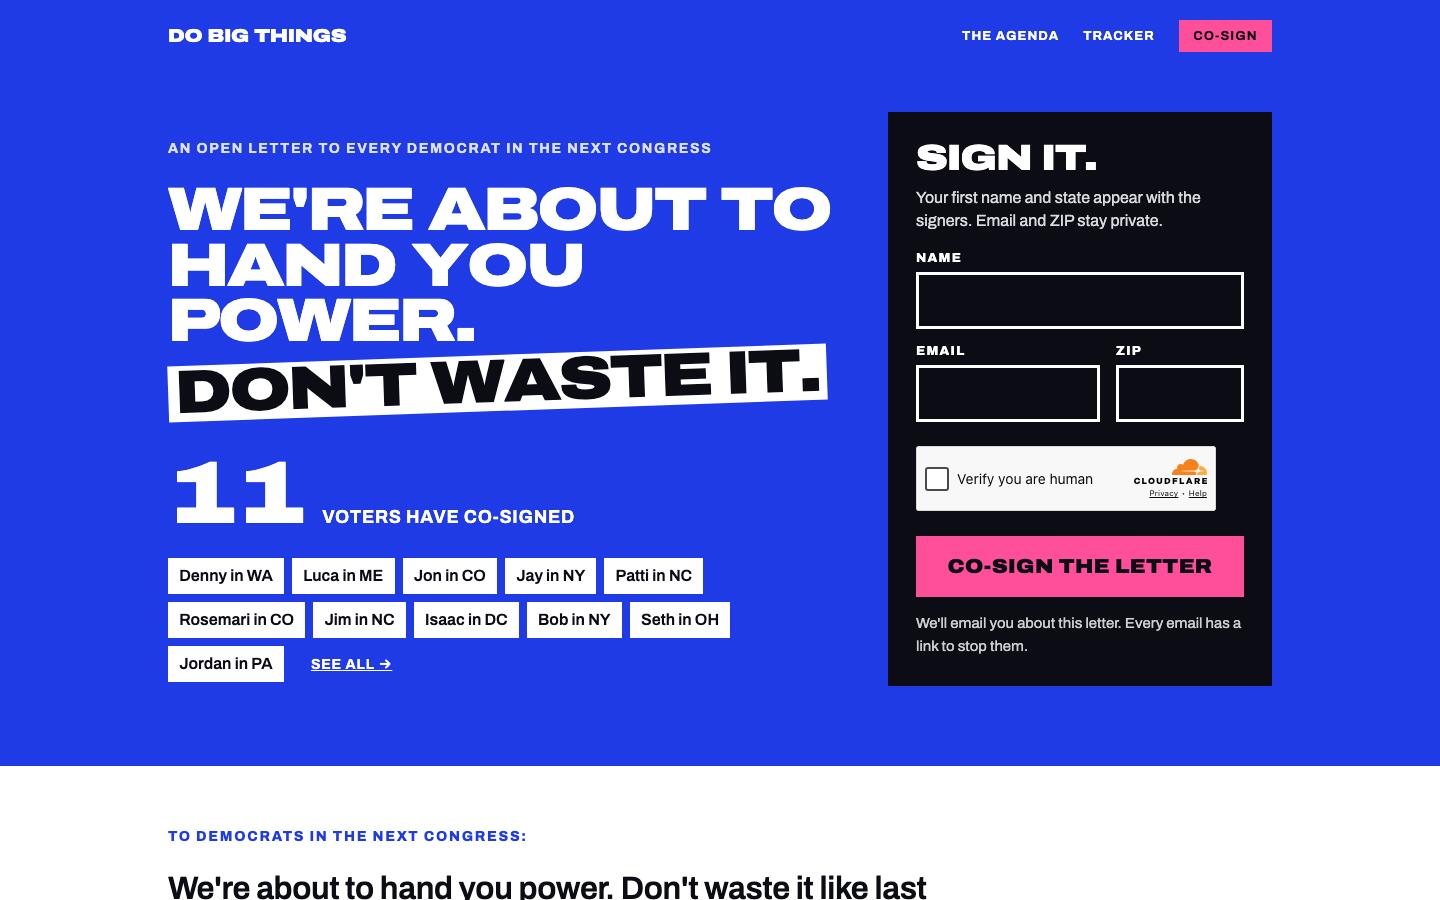 DO BIG THINGS
THE AGENDA
TRACKER
CO-SIGN
AN OPEN LETTER TO EVERY DEMOCRAT IN THE NEXT CONGRESS
WE'RE ABOUT TO
HAND YOU
POWER.
DON'T WASTE IT.
11 VOTERS HAVE CO-SIGNED
Denny in WA
Luca in ME
Jon in CO
Jay in NY
Patti in NC
Rosemari in CO
Jim in NC
Isaac in DC
Bob in NY
Seth in OH
Jordan in PA
SEE ALL →
SIGN IT.
Your first name and state appear with the
signers. Email and ZIP stay private.
NAME
EMAIL
ZIP
Verify you are human
CLOUDFLARE
Privacy • Help
CO-SIGN THE LETTER
We'll email you about this letter. Every email has a
link to stop them.
TO DEMOCRATS IN THE NEXT CONGRESS:
We're about to hand you power. Don't waste it like last